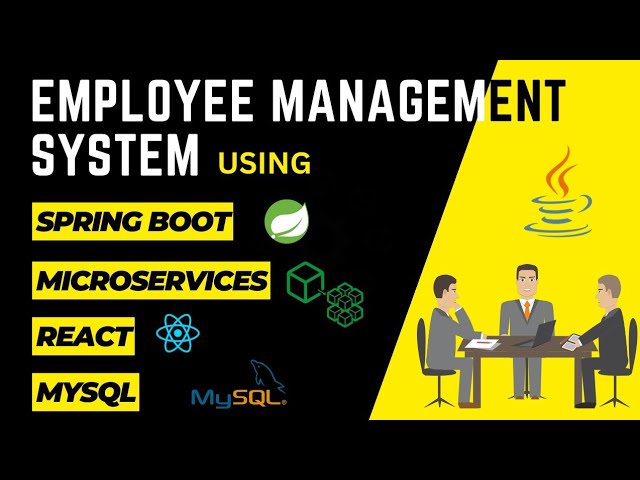 EMPLOYEE MANAGEMENT
SYSTEM USING
SPRING BOOT
MICROSERVICES
REACT
MYSQL
MySQL®